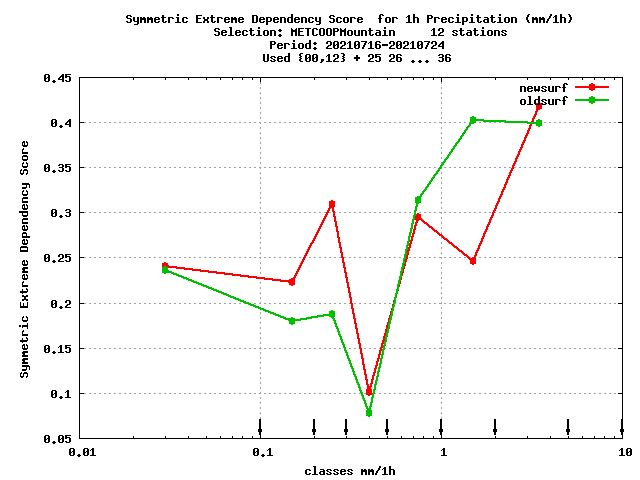 Symmetric Extreme Dependency Score  for 1h Precipitation (mm/1h)
Selection: METCOOPMountain     12 stations
Period: 20210716-20210724
Used {00,12} + 25 26 ... 36
newsurf
oldsurf
0.45
0.4
0.35
0.3
0.25
0.2
0.15
0.1
0.05
Symmetric Extreme Dependency Score
0.01
0.1
1
10
classes mm/1h